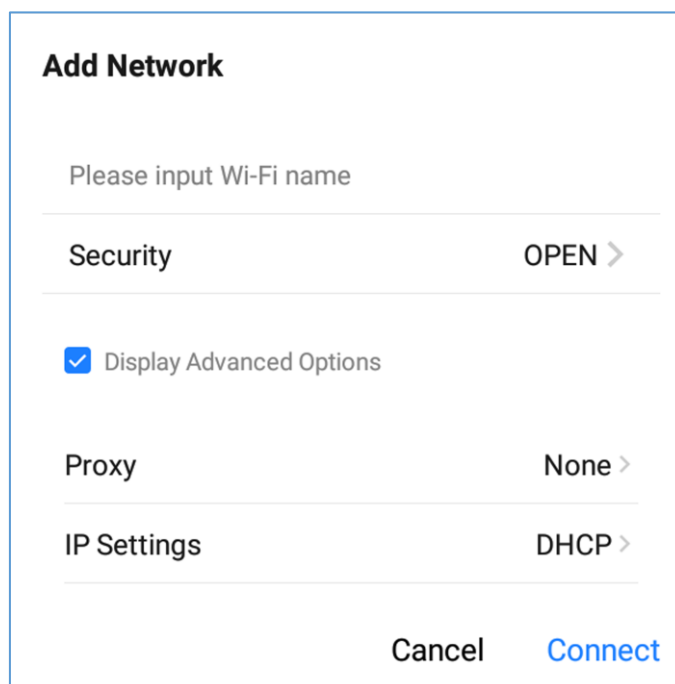 Add Network
Please input Wi-Fi name
Security OPEN
Display Advanced Options
Proxy None
IP Settings DHCP
Cancel Connect